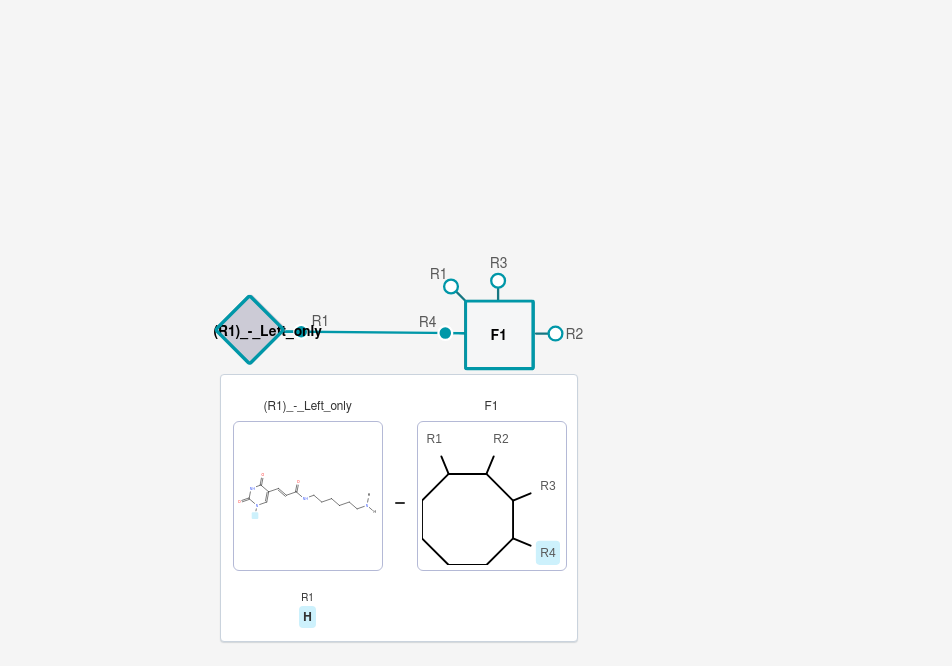 R3
R1
R1
R4
(R1)_-_Left_only
F1
R2
(R1)_-_Left_only
F1
R1
R2
R3
R4
R1
H